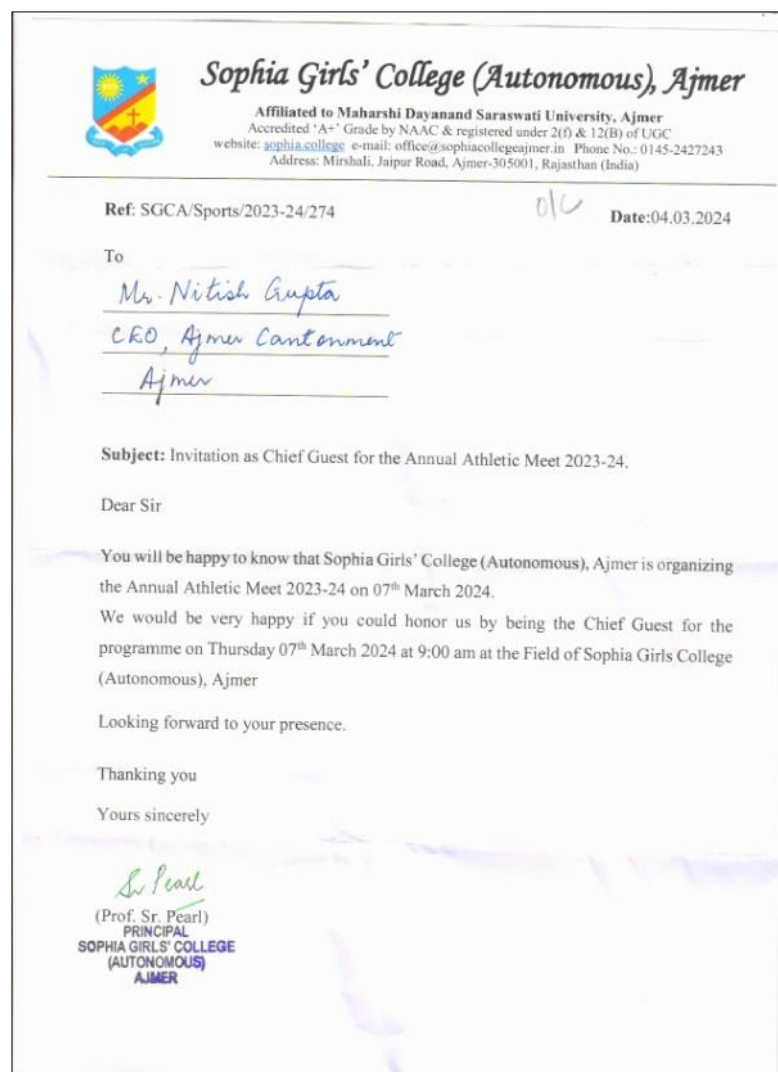 Sophia Girls' College (Autonomous), Ajmer
Affiliated to Maharshi Dayanand Saraswati University, Ajmer
Accredited 'A+' Grade by NAAC & registered under 2(f) & 12(B) of UGC
website: sophia.college e-mail: office@sophiacollegeajmer.in Phone No.: 0145-2427243
Address: Mirshali, Jaipur Road, Ajmer-305001, Rajasthan (India)
Ref: SGCA/Sports/2023-24/274
O/C
Date:04.03.2024
To
Mr. Nitish Gupta
CEO, Ajmer Cantonment
Ajmer
Subject: Invitation as Chief Guest for the Annual Athletic Meet 2023-24.
Dear Sir
You will be happy to know that Sophia Girls' College (Autonomous), Ajmer is organizing
the Annual Athletic Meet 2023-24 on 07th March 2024.
We would be very happy if you could honor us by being the Chief Guest for the
programme on Thursday 07th March 2024 at 9:00 am at the Field of Sophia Girls College
(Autonomous), Ajmer
Looking forward to your presence.
Thanking you
Yours sincerely
Sr Pearl
(Prof. Sr. Pearl)
PRINCIPAL
SOPHIA GIRLS' COLLEGE
(AUTONOMOUS)
AJMER